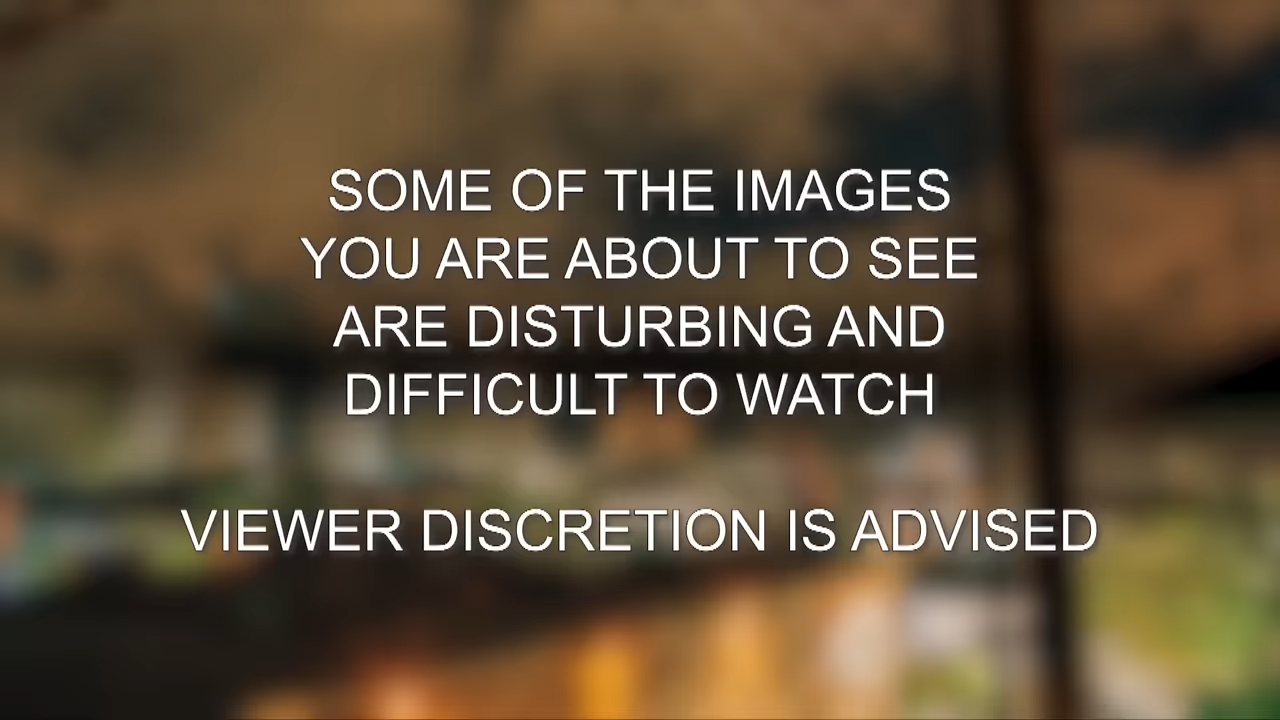 SOME OF THE IMAGES
YOU ARE ABOUT TO SEE
ARE DISTURBING AND
DIFFICULT TO WATCH
VIEWER DISCRETION IS ADVISED